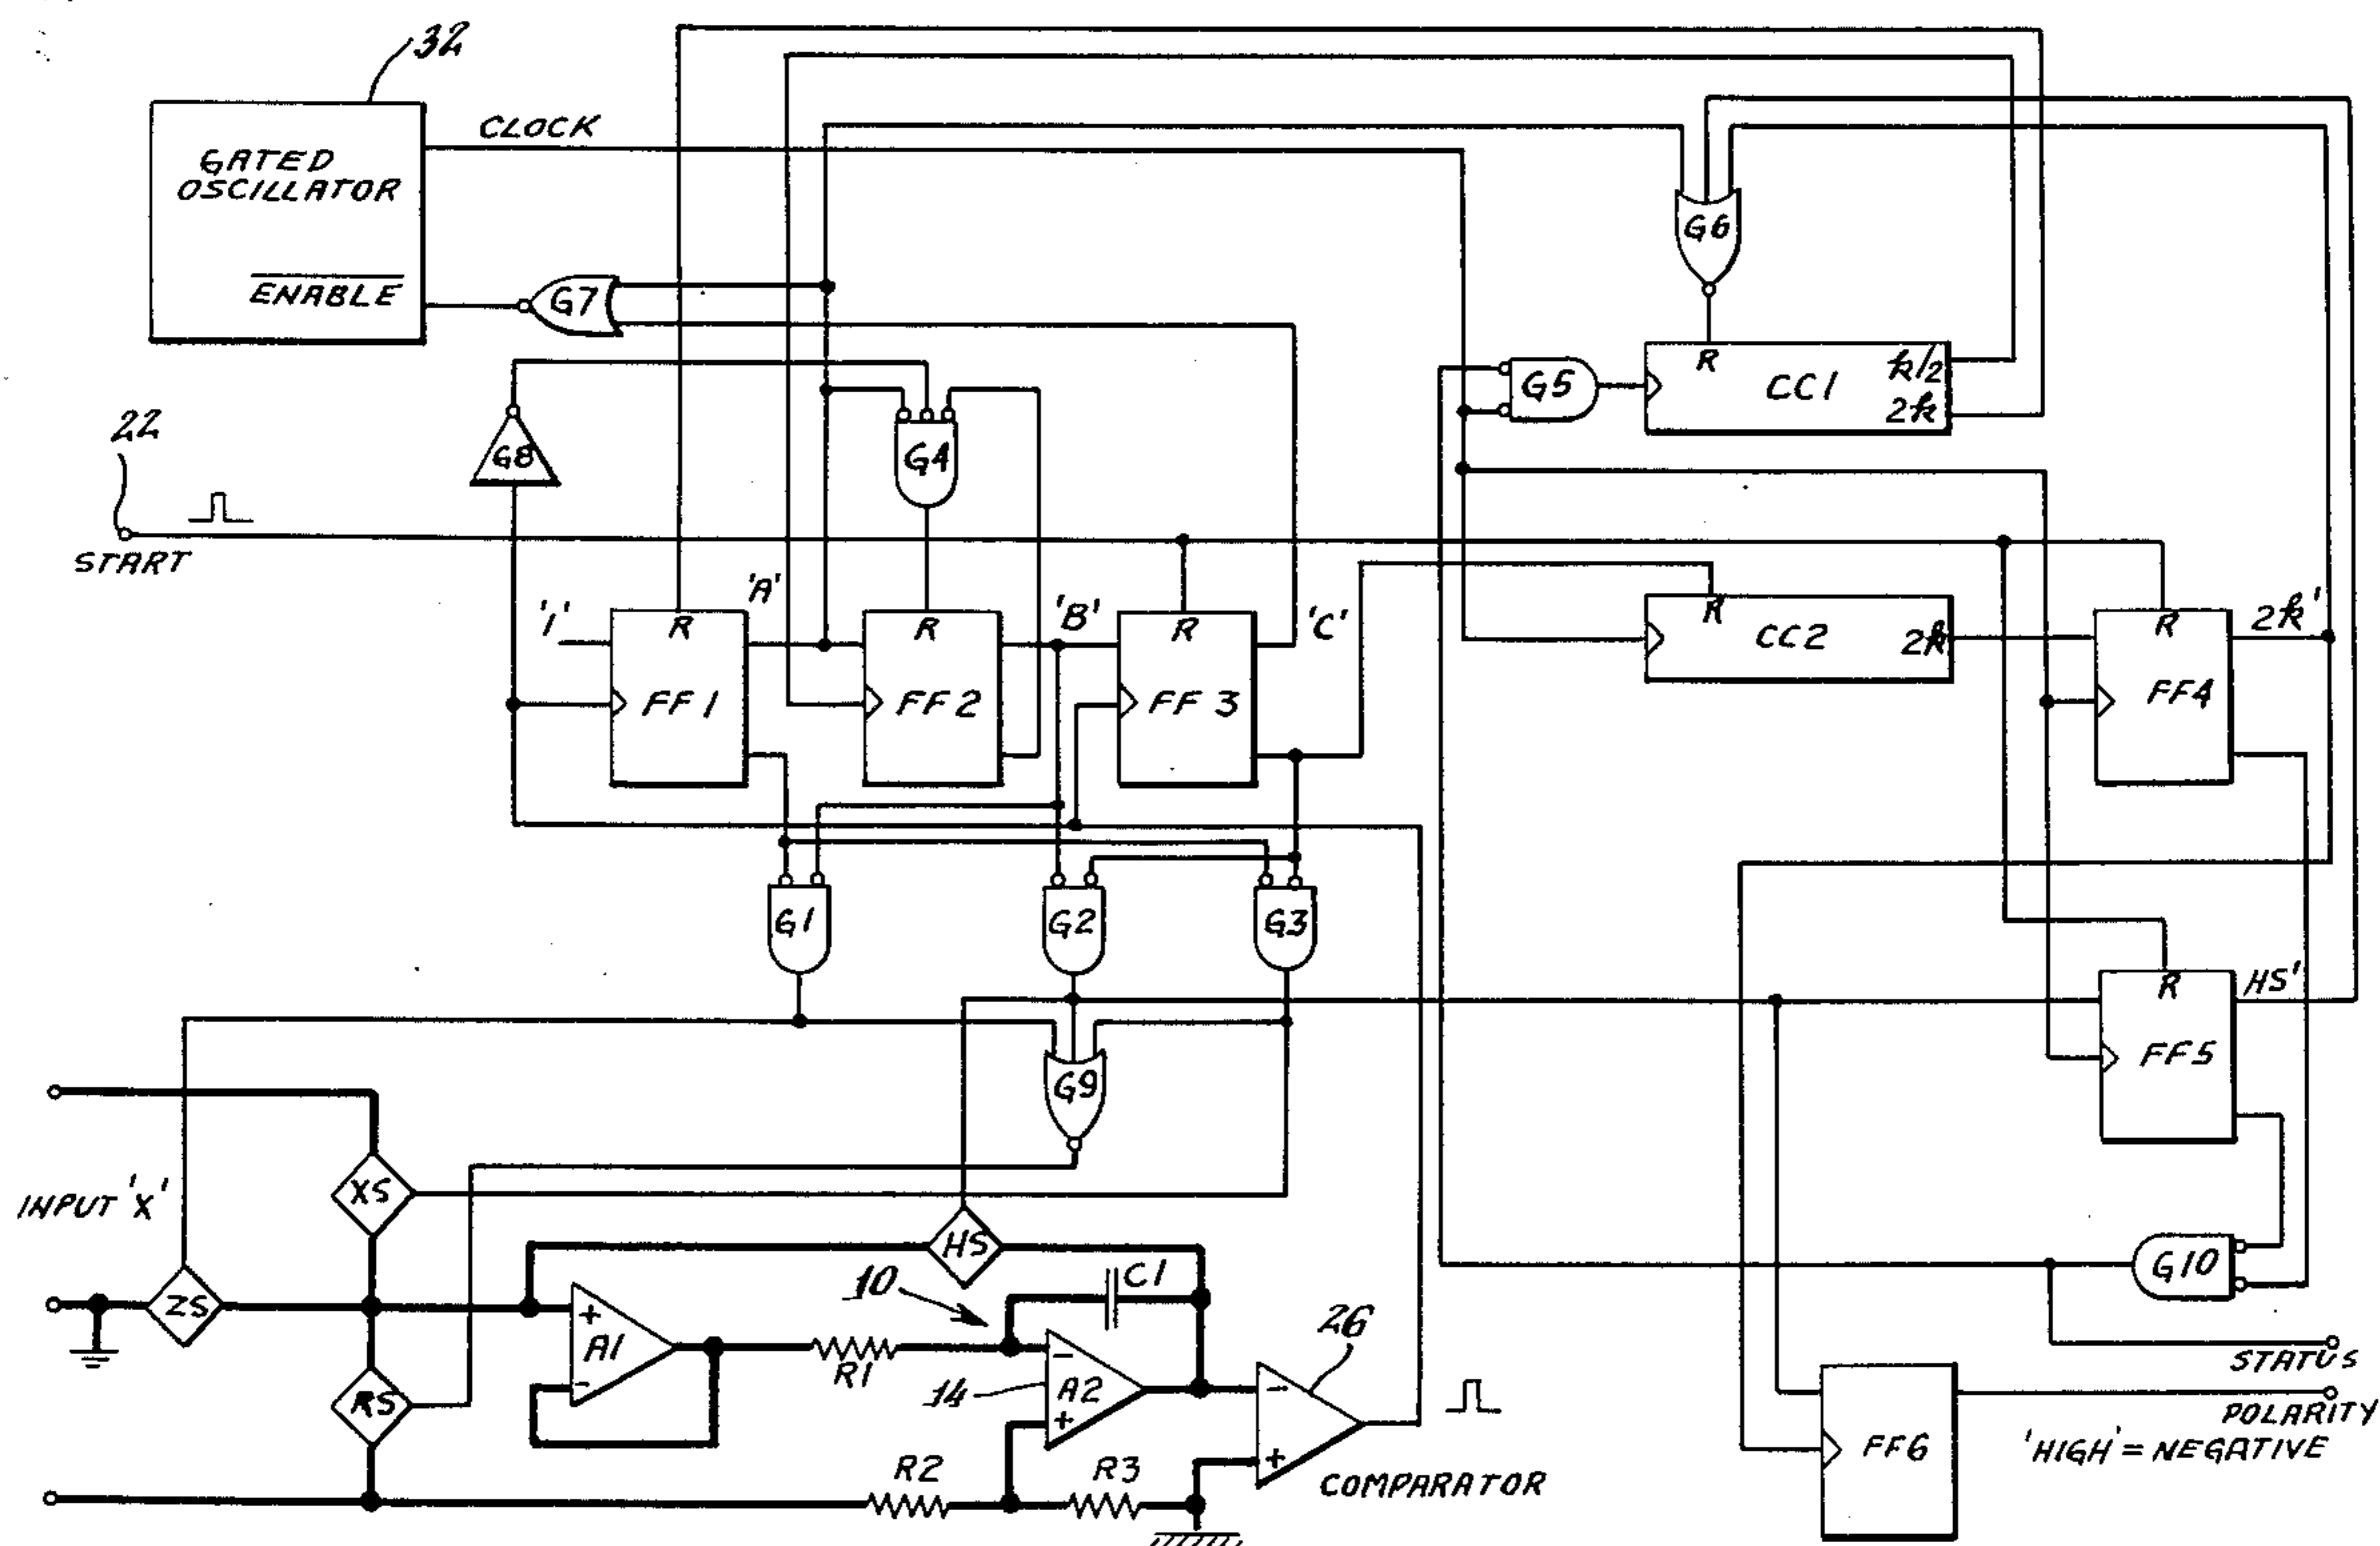 32
CLOCK
GATED
OSCILLATOR
ENABLE
G7
G6
R
k/2
CC1
2k
G5
22
G8
G4
START
'1'
R
'A'
R
'B'
R
'C'
R
CC2
2k
R
2k'
FF1
FF2
FF3
FF4
G1
G2
G3
R
HS'
FF5
G9
XS
INPUT 'X'
HS
G10
10
C1
ZS
+
A1
-
R1
-
14
A2
+
26
-
+
STATUS
RS
POLARITY
FF6
'HIGH' = NEGATIVE
R2
R3
COMPARATOR